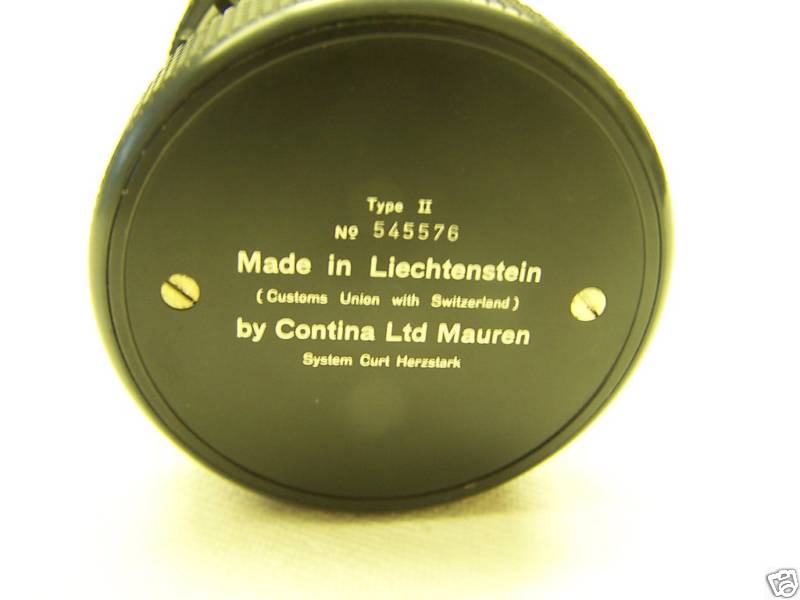 Type II
Nº 545576
Made in Liechtenstein
(Customs Union with Switzerland)
by Contina Ltd Mauren
System Curt Herzstark